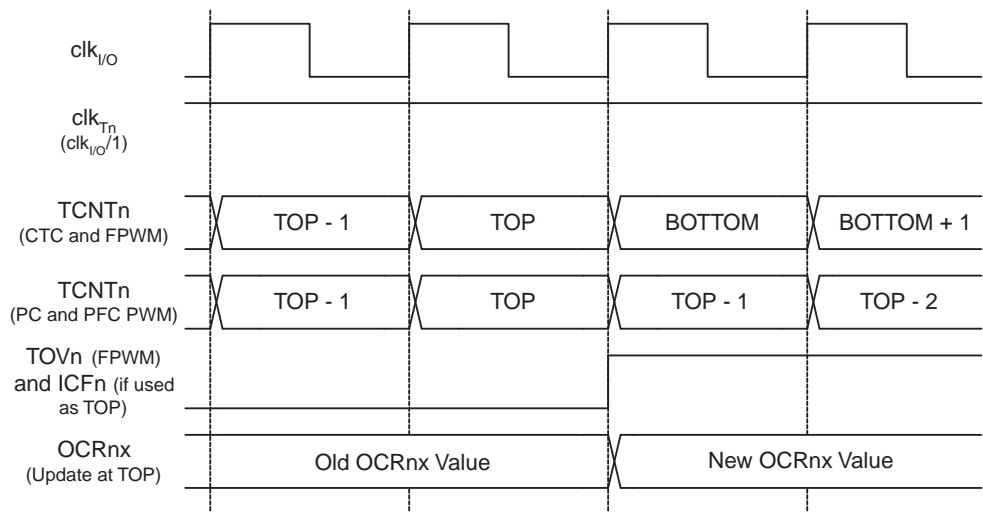 clkI/O
clkTn
(clkI/O/1)
TCNTn
(CTC and FPWM)
TOP - 1
TOP
BOTTOM
BOTTOM + 1
TCNTn
(PC and PFC PWM)
TOP - 1
TOP
TOP - 1
TOP - 2
TOVn (FPWM)
and ICFn (if used
as TOP)
OCRnx
(Update at TOP)
Old OCRnx Value
New OCRnx Value